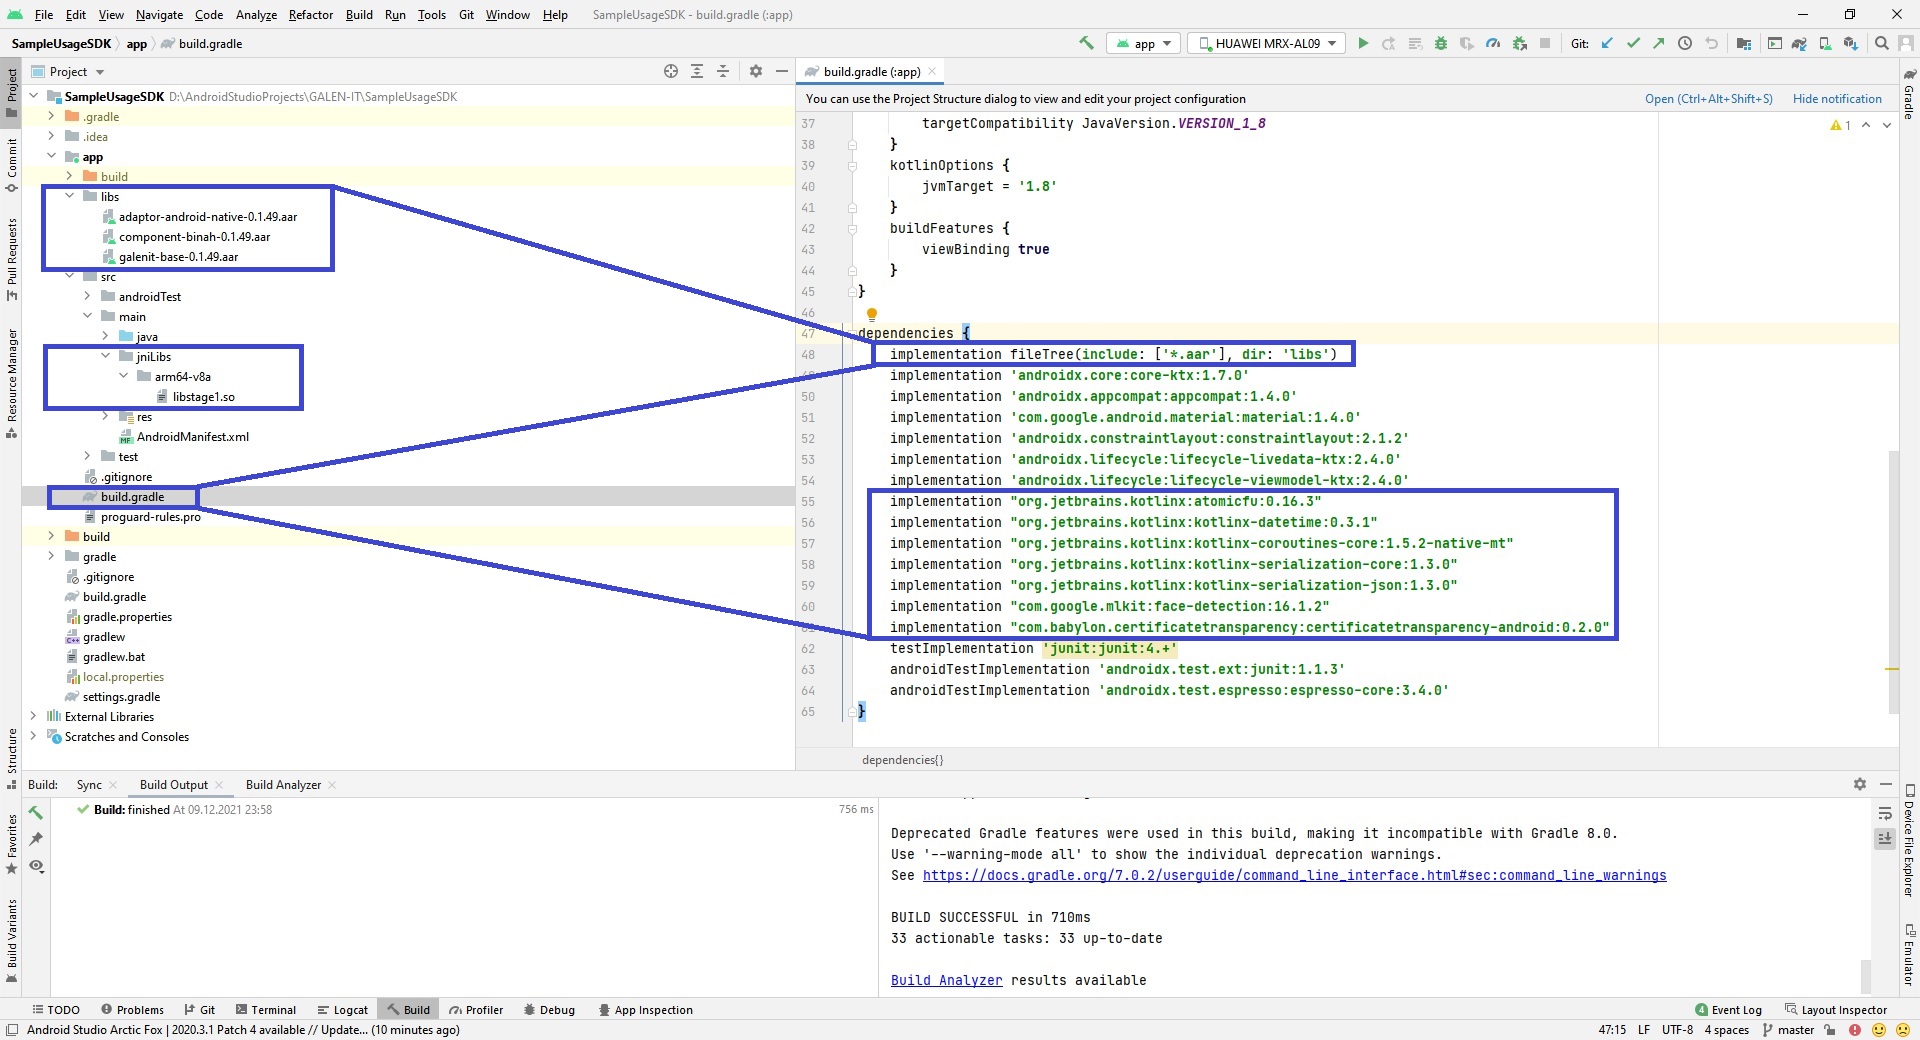 File Edit View Navigate Code Analyze Refactor Build Run Tools Git Window Help SampleUsageSDK - build.gradle (:app)
SampleUsageSDK app build.gradle
app HUAWEI MRX-AL09 Git:
Project
build.gradle (:app)
You can use the Project Structure dialog to view and edit your project configuration Open (Ctrl+Alt+Shift+S) Hide notification
SampleUsageSDK D:\AndroidStudioProjects\GALEN-IT\SampleUsageSDK
.gradle
.idea
app
build
libs
adaptor-android-native-0.1.49.aar
component-binah-0.1.49.aar
galenit-base-0.1.49.aar
src
androidTest
main
java
jniLibs
arm64-v8a
libstage1.so
res
AndroidManifest.xml
test
.gitignore
build.gradle
proguard-rules.pro
build
gradle
.gitignore
build.gradle
gradle.properties
gradlew
gradlew.bat
local.properties
settings.gradle
External Libraries
Scratches and Consoles
37 targetCompatibility JavaVersion.VERSION_1_8
38 }
39 kotlinOptions {
40 jvmTarget = '1.8'
41 }
42 buildFeatures {
43 viewBinding true
44 }
45 }
46
47 dependencies {
48 implementation fileTree(include: ['*.aar'], dir: 'libs')
49 implementation 'androidx.core:core-ktx:1.7.0'
50 implementation 'androidx.appcompat:appcompat:1.4.0'
51 implementation 'com.google.android.material:material:1.4.0'
52 implementation 'androidx.constraintlayout:constraintlayout:2.1.2'
53 implementation 'androidx.lifecycle:lifecycle-livedata-ktx:2.4.0'
54 implementation 'androidx.lifecycle:lifecycle-viewmodel-ktx:2.4.0'
55 implementation "org.jetbrains.kotlinx:atomicfu:0.16.3"
56 implementation "org.jetbrains.kotlinx:kotlinx-datetime:0.3.1"
57 implementation "org.jetbrains.kotlinx:kotlinx-coroutines-core:1.5.2-native-mt"
58 implementation "org.jetbrains.kotlinx:kotlinx-serialization-core:1.3.0"
59 implementation "org.jetbrains.kotlinx:kotlinx-serialization-json:1.3.0"
60 implementation "com.google.mlkit:face-detection:16.1.2"
61 implementation "com.babylon.certificatetransparency:certificatetransparency-android:0.2.0"
62 testImplementation 'junit:junit:4.+'
63 androidTestImplementation 'androidx.test.ext:junit:1.1.3'
64 androidTestImplementation 'androidx.test.espresso:espresso-core:3.4.0'
65 }
1
dependencies{}
Project
Commit
Pull Requests
Resource Manager
Structure
Favorites
Build Variants
Gradle
Device File Explorer
Emulator
Build: Sync Build Output Build Analyzer
Build: finished At 09.12.2021 23:58 756 ms
Deprecated Gradle features were used in this build, making it incompatible with Gradle 8.0.
Use '--warning-mode all' to show the individual deprecation warnings.
See https://docs.gradle.org/7.0.2/userguide/command_line_interface.html#sec:command_line_warnings
BUILD SUCCESSFUL in 710ms
33 actionable tasks: 33 up-to-date
Build Analyzer results available
TODO Problems Git Terminal Logcat Build Profiler Debug App Inspection 4 Event Log Layout Inspector
Android Studio Arctic Fox | 2020.3.1 Patch 4 available // Update... (10 minutes ago) 47:15 LF UTF-8 4 spaces master